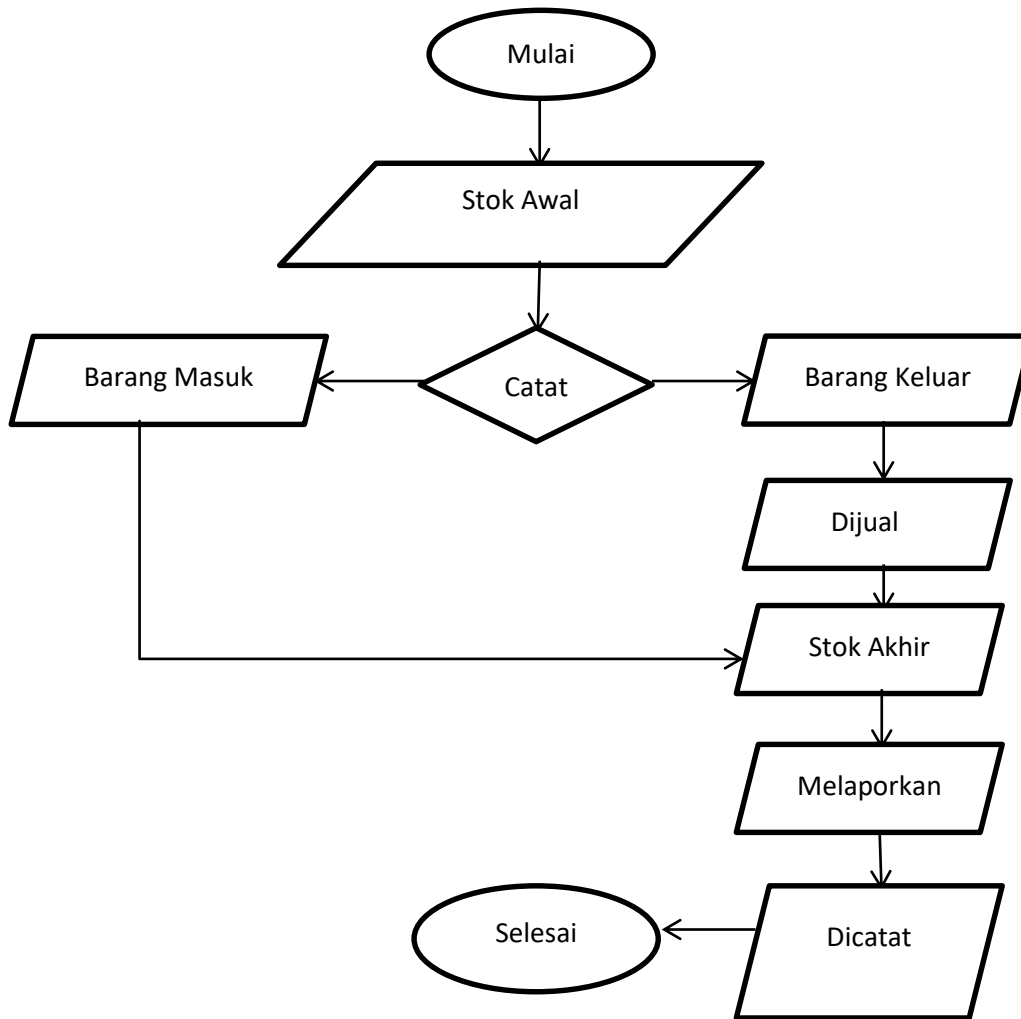 Mulai
Stok Awal
Barang Masuk
Catat
Barang Keluar
Dijual
Stok Akhir
Melaporkan
Selesai
Dicatat